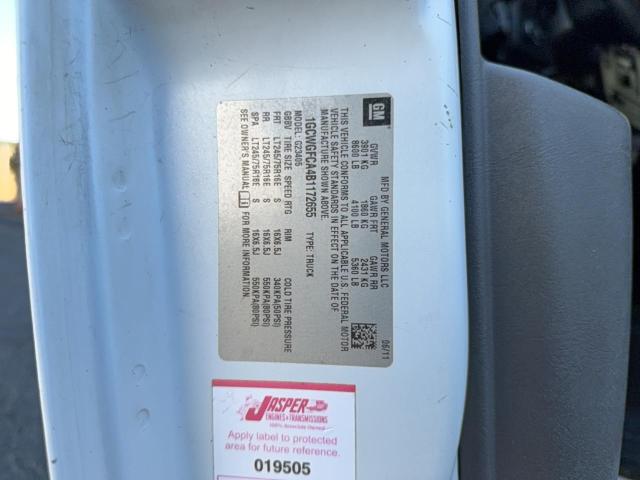 GM
MFD BY GENERAL MOTORS LLC
06/11
GVWR GAWR FRT GAWR RR
3901 KG 1860 KG 2431 KG
8600 LB 4100 LB 5360 LB
THIS VEHICLE CONFORMS TO ALL APPLICABLE U.S. FEDERAL MOTOR
VEHICLE SAFETY STANDARDS IN EFFECT ON THE DATE OF
MANUFACTURE SHOWN ABOVE.
1GCWGFCA4B1172655 TYPE: TRUCK
MODEL: G23405
GBBV TIRE SIZE SPEED RTG RIM COLD TIRE PRESSURE
FRT LT245/75R16E S 16X6.5J 340KPA(50PSI)
RR LT245/75R16E S 16X6.5J 550KPA(80PSI)
SPA LT245/75R16E S 16X6.5J 550KPA(80PSI)
SEE OWNER'S MANUAL FOR MORE INFORMATION
JASPER
ENGINES & TRANSMISSIONS
100% Associate Owned
Apply label to protected
area for future reference.
019505